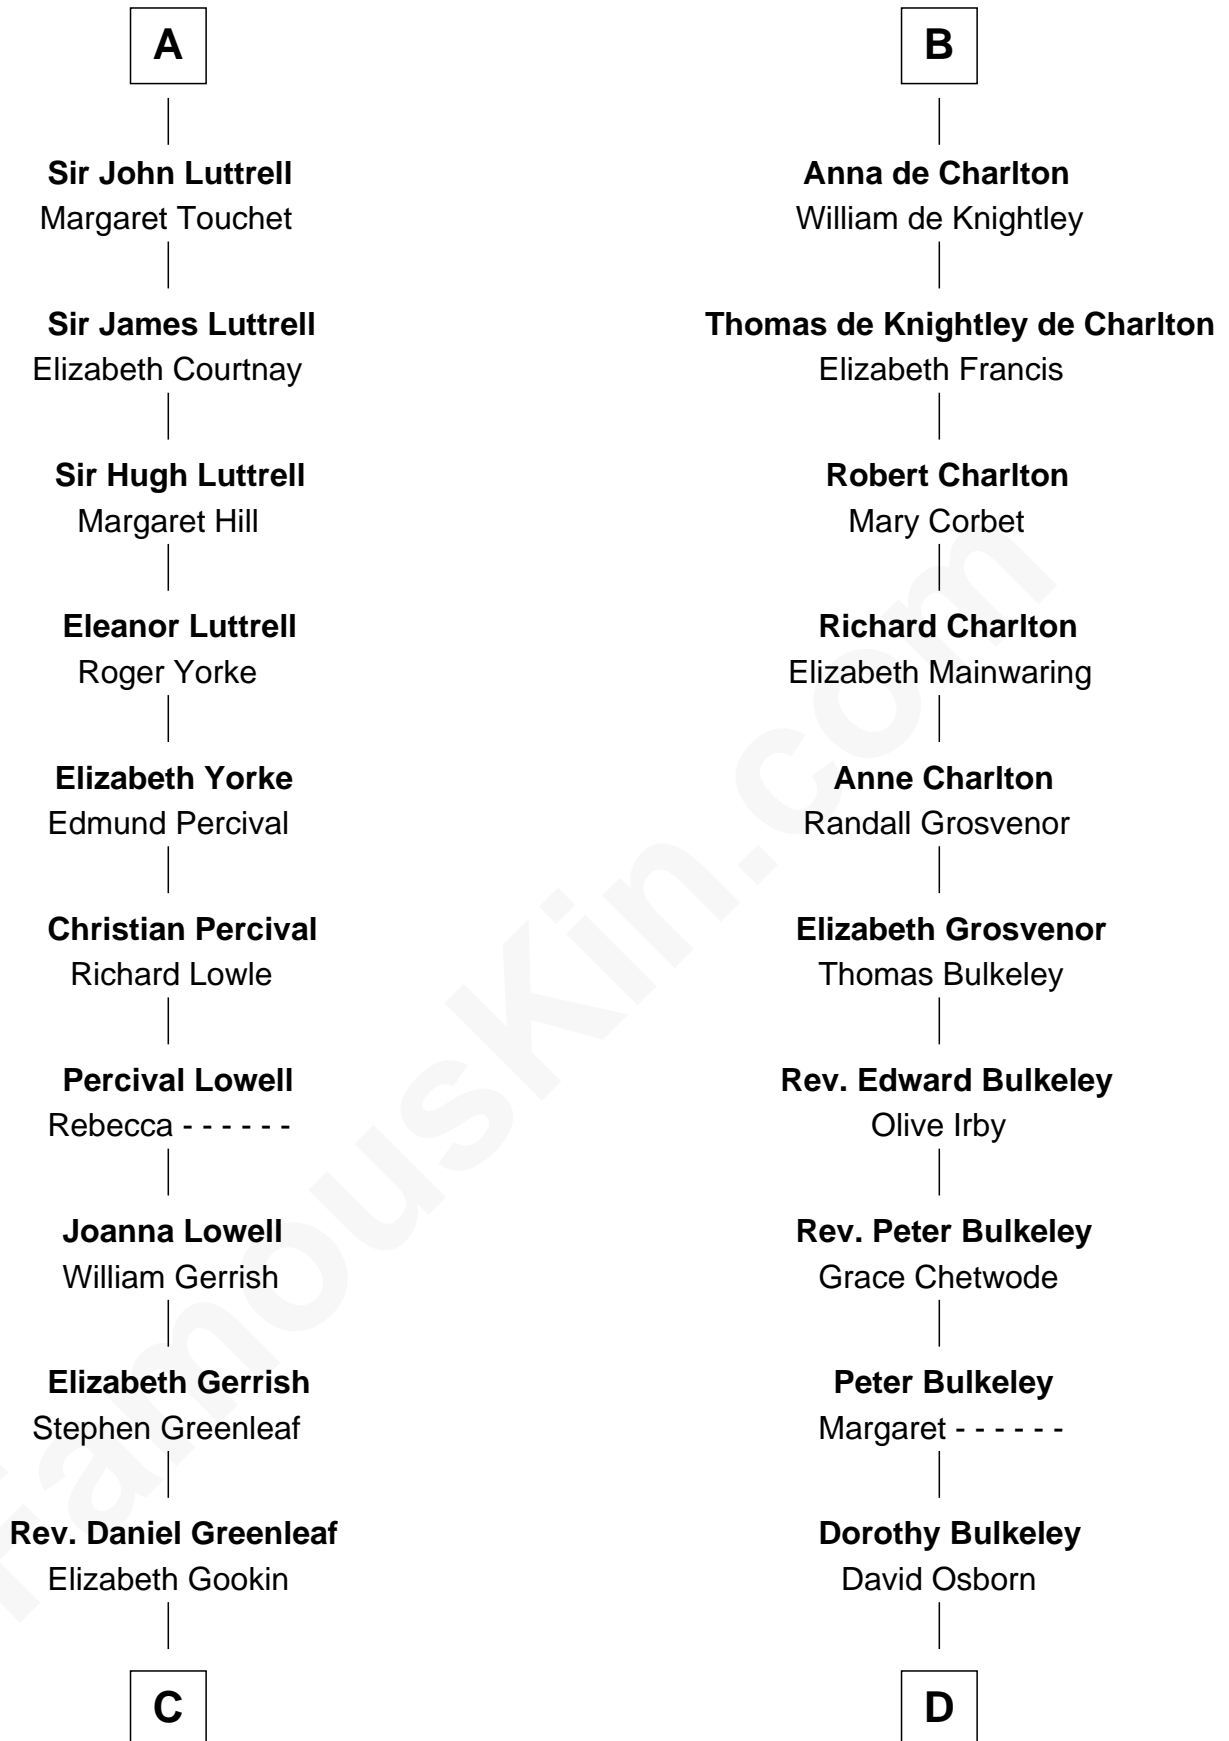 A
Sir John Luttrell
Margaret Touchet
Sir James Luttrell
Elizabeth Courtnay
Sir Hugh Luttrell
Margaret Hill
Eleanor Luttrell
Roger Yorke
Elizabeth Yorke
Edmund Percival
Christian Percival
Richard Lowle
Percival Lowell
Rebecca - - - - - -
Joanna Lowell
William Gerrish
Elizabeth Gerrish
Stephen Greenleaf
Rev. Daniel Greenleaf
Elizabeth Gookin
C
B
Anna de Charlton
William de Knightley
Thomas de Knightley de Charlton
Elizabeth Francis
Robert Charlton
Mary Corbet
Richard Charlton
Elizabeth Mainwaring
Anne Charlton
Randall Grosvenor
Elizabeth Grosvenor
Thomas Bulkeley
Rev. Edward Bulkeley
Olive Irby
Rev. Peter Bulkeley
Grace Chetwode
Peter Bulkeley
Margaret - - - - - -
Dorothy Bulkeley
David Osborn
D
FamousKin.com